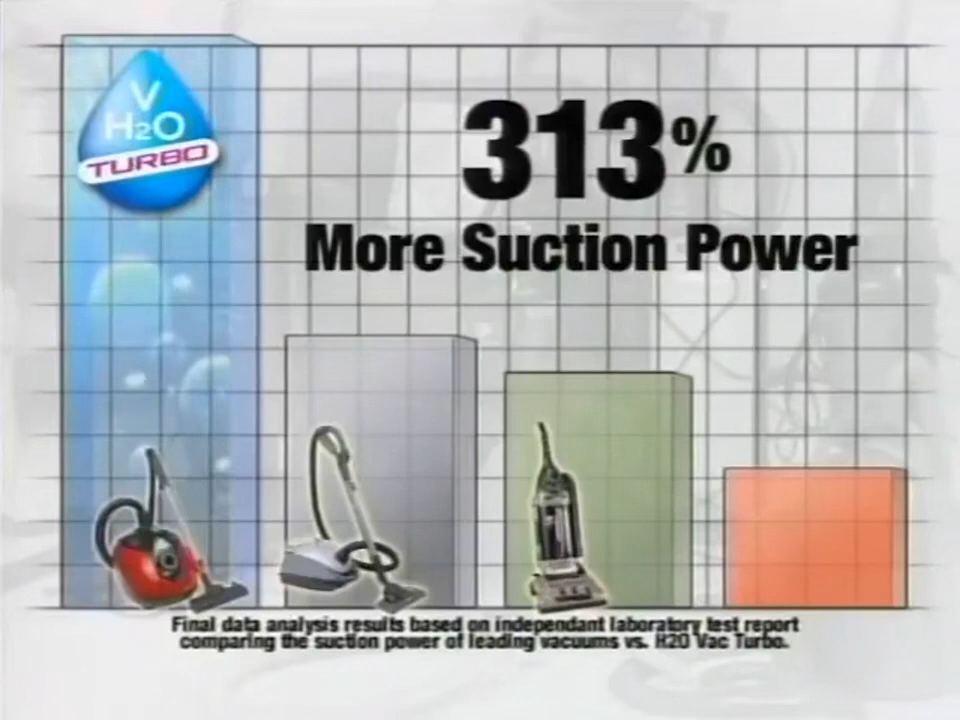 V
H2O
TURBO
313%
More Suction Power
Final data analysis results based on independant laboratory test report
comparing the suction power of leading vacuums vs. H20 Vac Turbo.